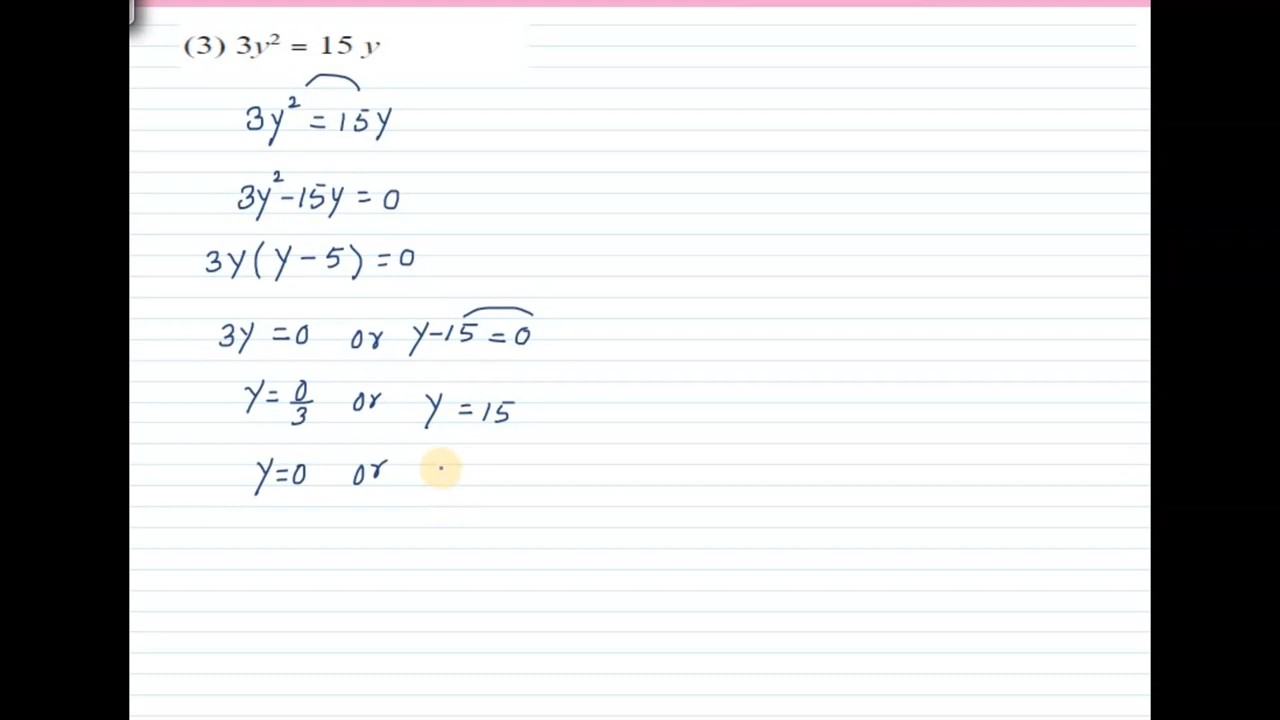 (3) 3y² = 15 y
3y² = 15y
3y² - 15y = 0
3y(y - 5) = 0
3y = 0 or y - 15 = 0
y = 0/3 or y = 15
y = 0 or